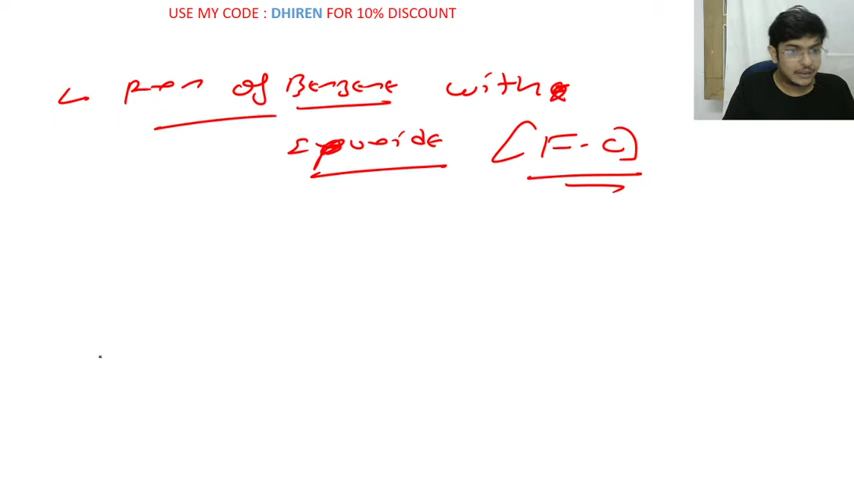 USE MY CODE : DHIREN FOR 10% DISCOUNT
Rxn of Benzene with
Epoxide [F-C]